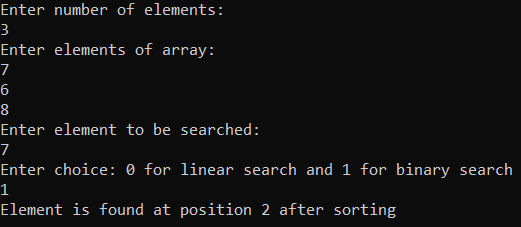 Enter number of elements:
3
Enter elements of array:
7
6
8
Enter element to be searched:
7
Enter choice: 0 for linear search and 1 for binary search
1
Element is found at position 2 after sorting